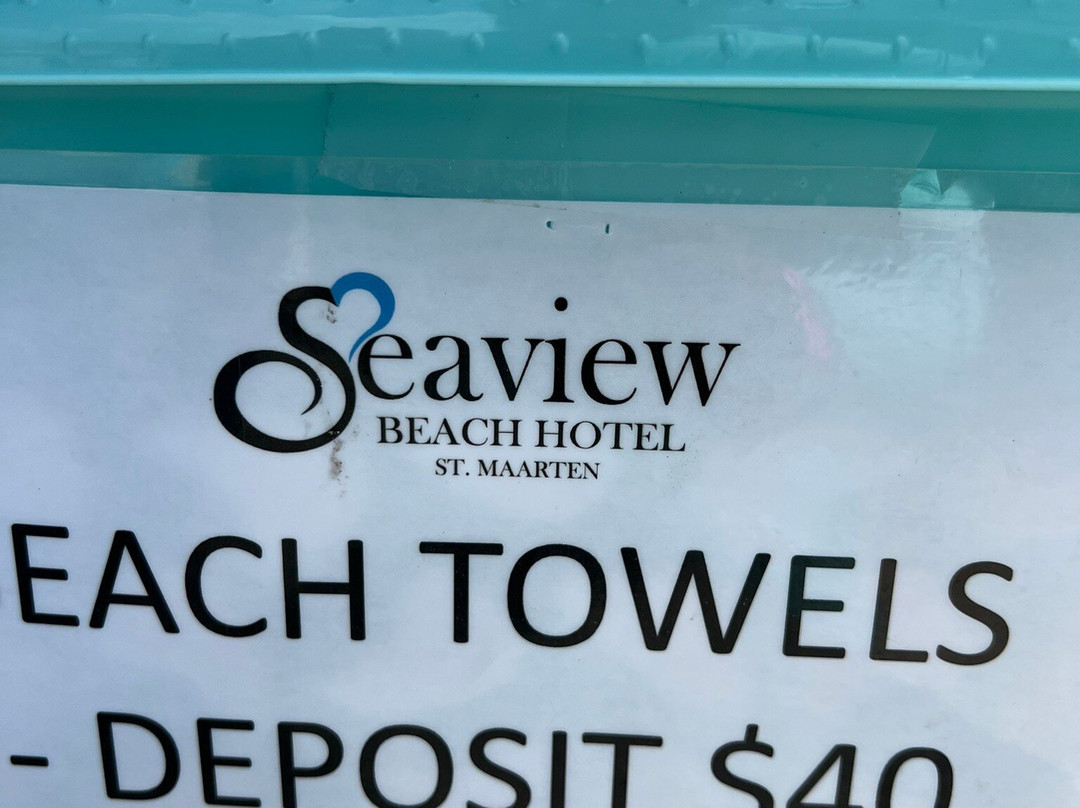 Seaview
BEACH HOTEL
ST. MAARTEN
EACH TOWELS
- DEPOSIT $40